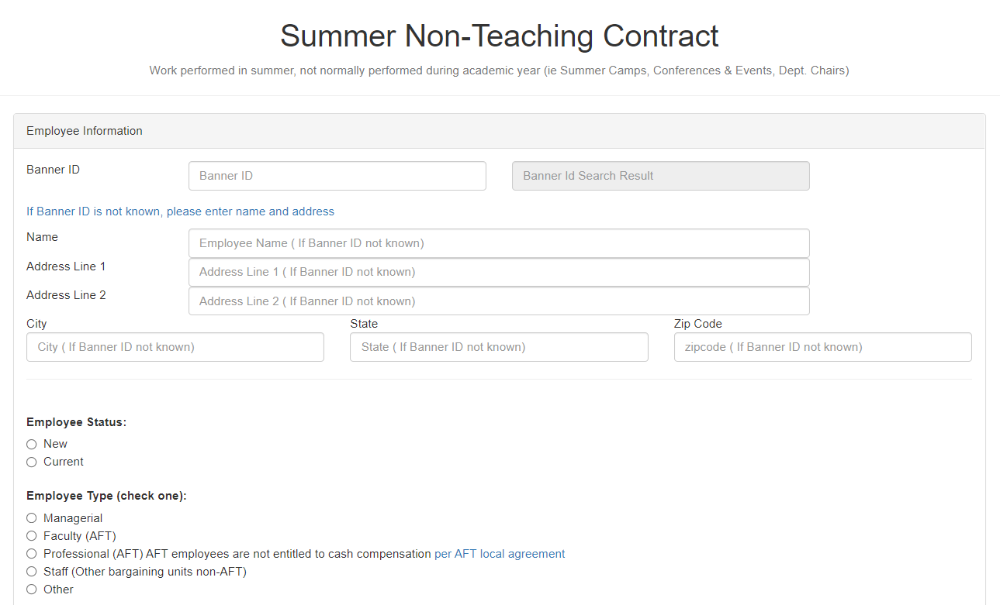 Summer Non-Teaching Contract
Work performed in summer, not normally performed during academic year (ie Summer Camps, Conferences & Events, Dept. Chairs)
Employee Information
Banner ID
Banner ID
Banner Id Search Result
If Banner ID is not known, please enter name and address
Name
Employee Name ( If Banner ID not known)
Address Line 1
Address Line 1 ( If Banner ID not known)
Address Line 2
Address Line 2 ( If Banner ID not known)
City
State
Zip Code
City ( If Banner ID not known)
State ( If Banner ID not known)
zipcode ( If Banner ID not known)
Employee Status:
New
Current
Employee Type (check one):
Managerial
Faculty (AFT)
Professional (AFT) AFT employees are not entitled to cash compensation per AFT local agreement
Staff (Other bargaining units non-AFT)
Other